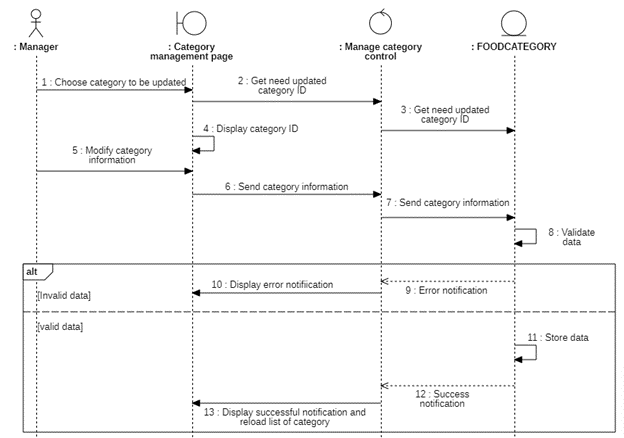 : Manager
: Category
management page
: Manage category
control
: FOODCATEGORY
1 : Choose category to be updated
2 : Get need updated
category ID
3 : Get need updated
category ID
4 : Display category ID
5 : Modify category
information
6 : Send category information
7 : Send category information
8 : Validate
data
alt
[Invalid data]
9 : Error notification
10 : Display error notifiication
[valid data]
11 : Store data
12 : Success
notification
13 : Display successful notification and
reload list of category